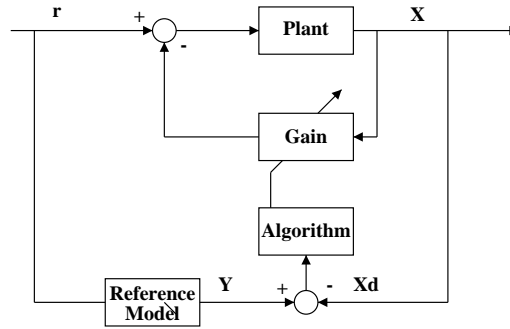 r
X
+
-
Plant
Gain
Algorithm
Reference
Model
Y
+
-
Xd